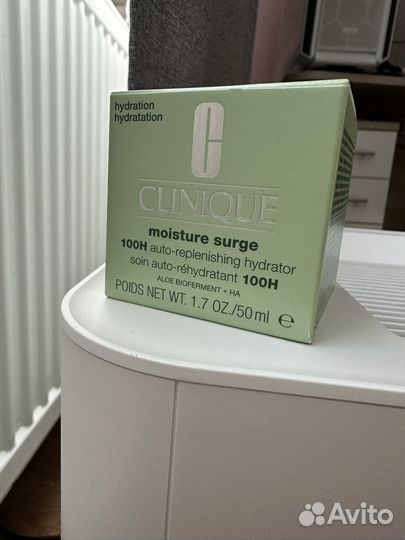 hydration
hydratation
C
CLINIQUE
moisture surge
100H auto-replenishing hydrator
soin auto-réhydratant 100H
ALOE BIOFERMENT + HA
POIDS NET WT. 1.7 OZ./50 ml ℮
Avito